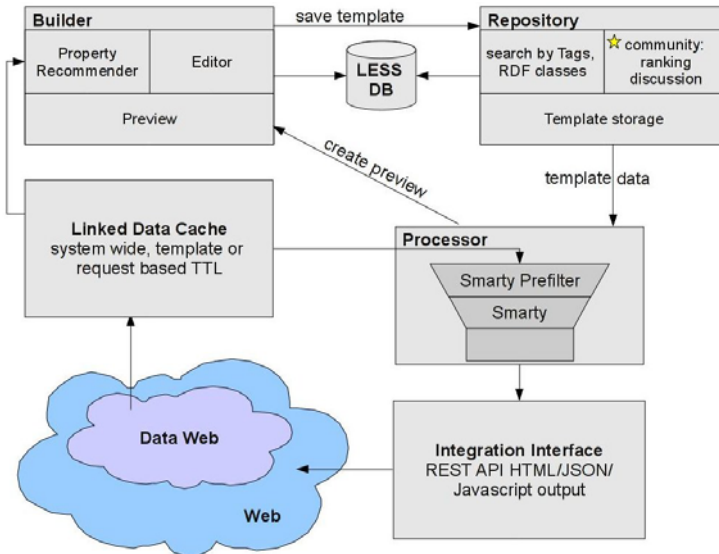 Builder
save template
Repository
Property
Recommender
Editor
Preview
LESS
DB
search by Tags,
RDF classes
community:
ranking
discussion
Template storage
create preview
template data
Linked Data Cache
system wide, template or
request based TTL
Processor
Smarty Prefilter
Smarty
Data Web
Web
Integration Interface
REST API HTML/JSON/
Javascript output